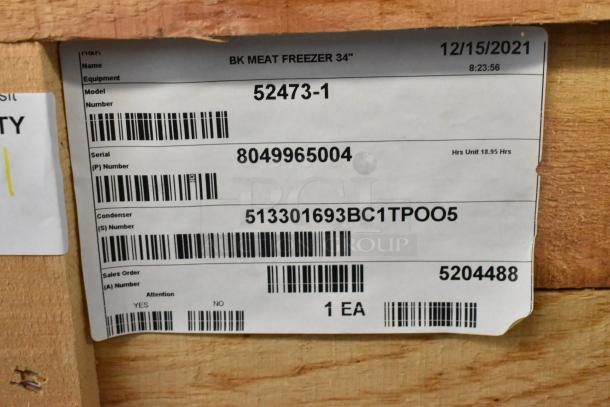 Name
BK MEAT FREEZER 34"
12/15/2021
8:23:56
Equipment
Model
Number
52473-1
Serial
(P) Number
8049965004
Hrs Unit 18.95 Hrs
Condenser
(S) Number
513301693BC1TPOO5
Sales Order
(A) Number
5204488
Attention
YES
NO
1 EA
TY
GROUP